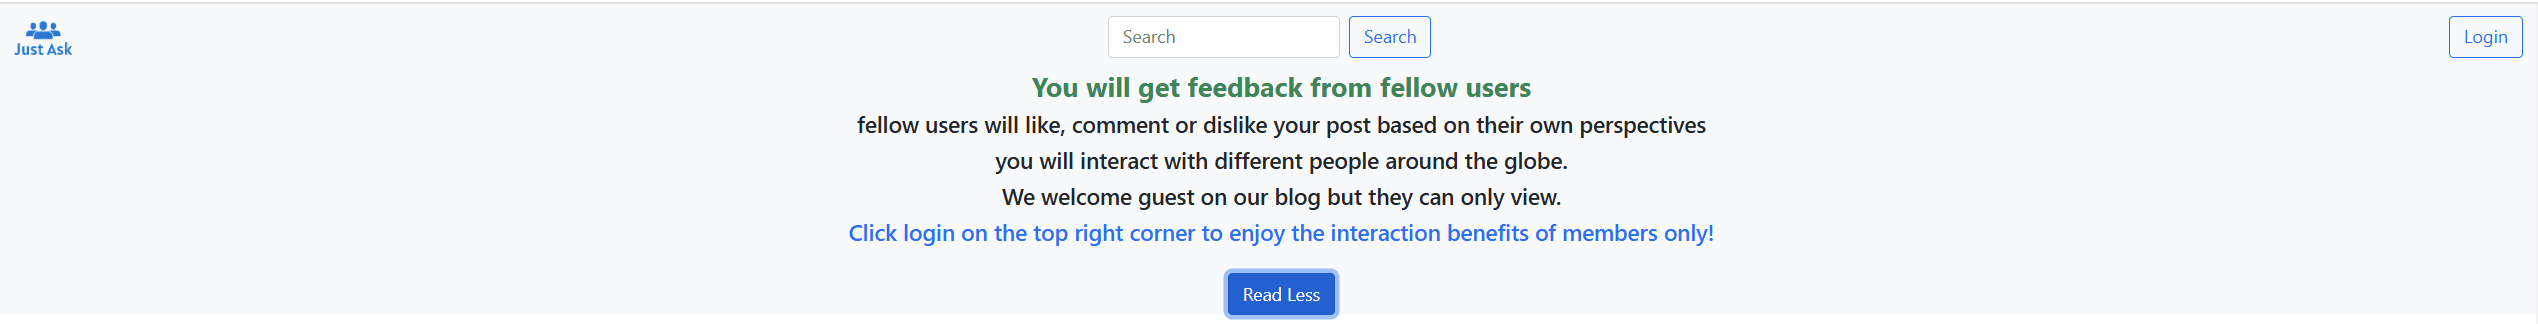 Just Ask
Search Search
Login
You will get feedback from fellow users
fellow users will like, comment or dislike your post based on their own perspectives
you will interact with different people around the globe.
We welcome guest on our blog but they can only view.
Click login on the top right corner to enjoy the interaction benefits of members only!
Read Less